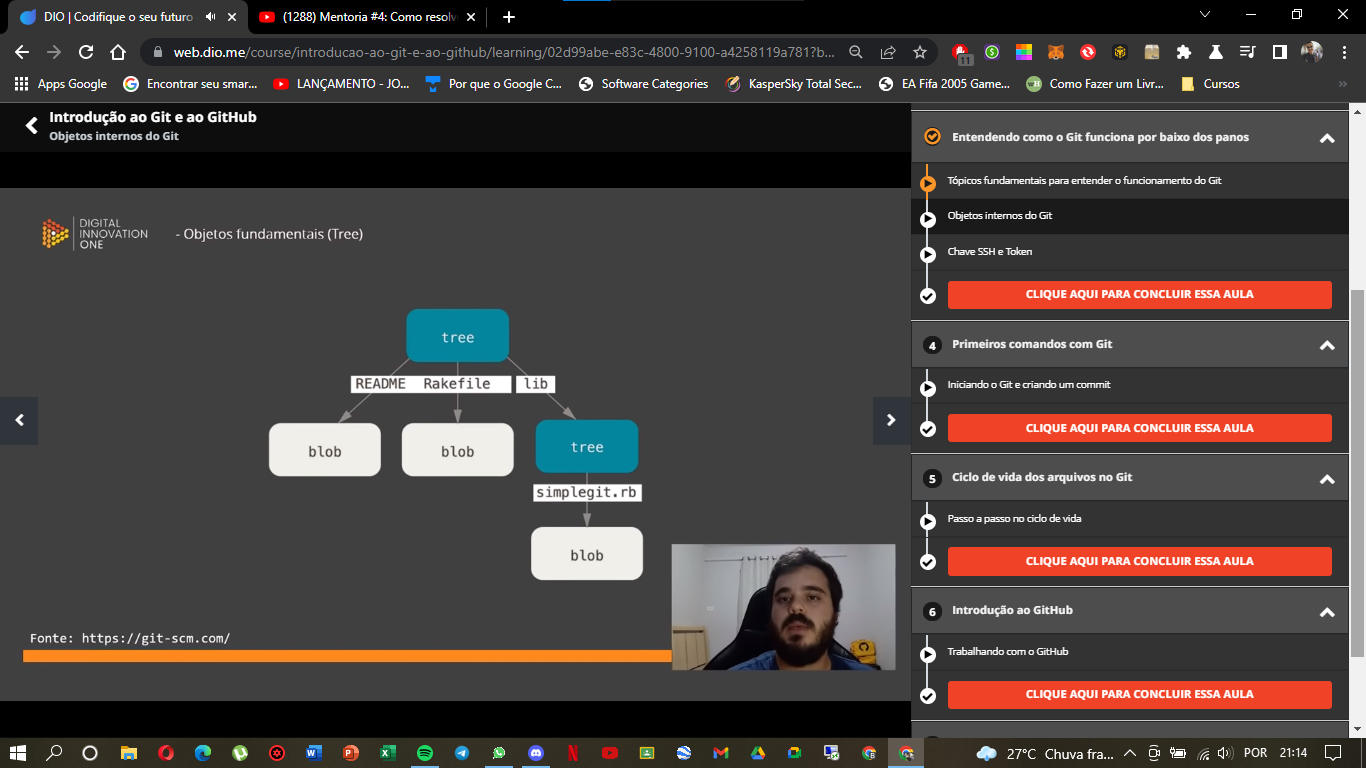 DIO | Codifique o seu futuro
(1288) Mentoria #4: Como resolv
web.dio.me/course/introducao-ao-git-e-ao-github/learning/02d99abe-e83c-4800-9100-a4258119a781?b...
11
Apps Google
Encontrar seu smar...
LANÇAMENTO - JO...
Por que o Google C...
Software Categories
KasperSky Total Sec...
EA Fifa 2005 Game...
Como Fazer um Livr...
Cursos
Introdução ao Git e ao GitHub
Objetos internos do Git
DIGITAL
INNOVATION
ONE
- Objetos fundamentais (Tree)
tree
README Rakefile lib
blob blob tree
simplegit.rb
blob
Fonte: https://git-scm.com/
Entendendo como o Git funciona por baixo dos panos
Tópicos fundamentais para entender o funcionamento do Git
Objetos internos do Git
Chave SSH e Token
CLIQUE AQUI PARA CONCLUIR ESSA AULA
4 Primeiros comandos com Git
Iniciando o Git e criando um commit
CLIQUE AQUI PARA CONCLUIR ESSA AULA
5 Ciclo de vida dos arquivos no Git
Passo a passo no ciclo de vida
CLIQUE AQUI PARA CONCLUIR ESSA AULA
6 Introdução ao GitHub
Trabalhando com o GitHub
CLIQUE AQUI PARA CONCLUIR ESSA AULA
27°C Chuva fra...
POR
21:14